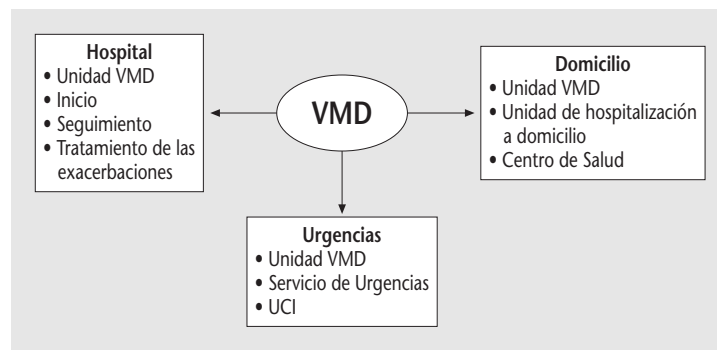 Hospital
• Unidad VMD
• Inicio
• Seguimiento
• Tratamiento de las
exacerbaciones
VMD
Domicilio
• Unidad VMD
• Unidad de hospitalización
a domicilio
• Centro de Salud
Urgencias
• Unidad VMD
• Servicio de Urgencias
• UCI